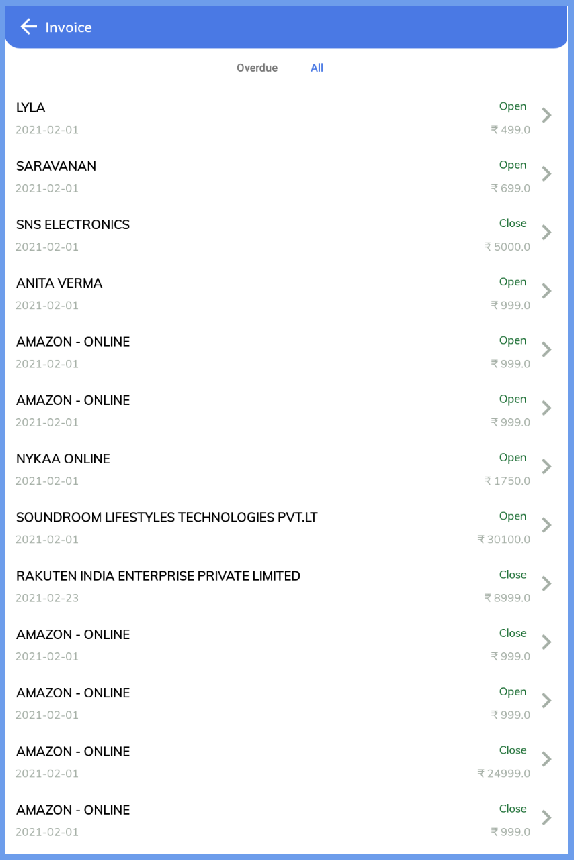 Invoice
Overdue All
LYLA Open
2021-02-01 ₹ 499.0
SARAVANAN Open
2021-02-01 ₹ 699.0
SNS ELECTRONICS Close
2021-02-01 ₹ 5000.0
ANITA VERMA Open
2021-02-01 ₹ 999.0
AMAZON - ONLINE Open
2021-02-01 ₹ 999.0
AMAZON - ONLINE Open
2021-02-01 ₹ 999.0
NYKAA ONLINE Open
2021-02-01 ₹ 1750.0
SOUNDROOM LIFESTYLES TECHNOLOGIES PVT.LT Open
2021-02-01 ₹ 30100.0
RAKUTEN INDIA ENTERPRISE PRIVATE LIMITED Close
2021-02-23 ₹ 8999.0
AMAZON - ONLINE Close
2021-02-01 ₹ 999.0
AMAZON - ONLINE Open
2021-02-01 ₹ 999.0
AMAZON - ONLINE Close
2021-02-01 ₹ 24999.0
AMAZON - ONLINE Close
2021-02-01 ₹ 999.0